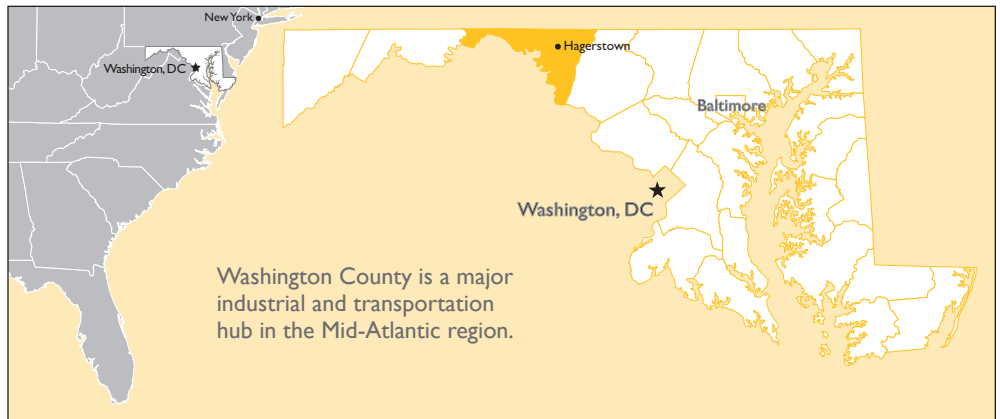 New York
Washington, DC
Hagerstown
Baltimore
Washington, DC
Washington County is a major
industrial and transportation
hub in the Mid-Atlantic region.